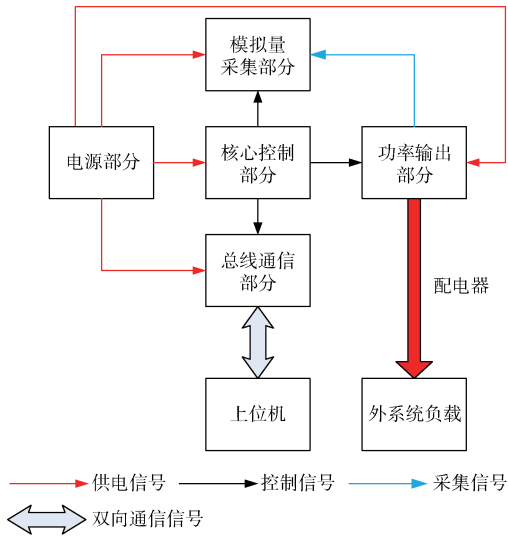 模拟量
采集部分
电源部分
核心控制
部分
功率输出
部分
总线通信
部分
配电器
上位机
外系统负载
供电信号
控制信号
采集信号
双向通信信号